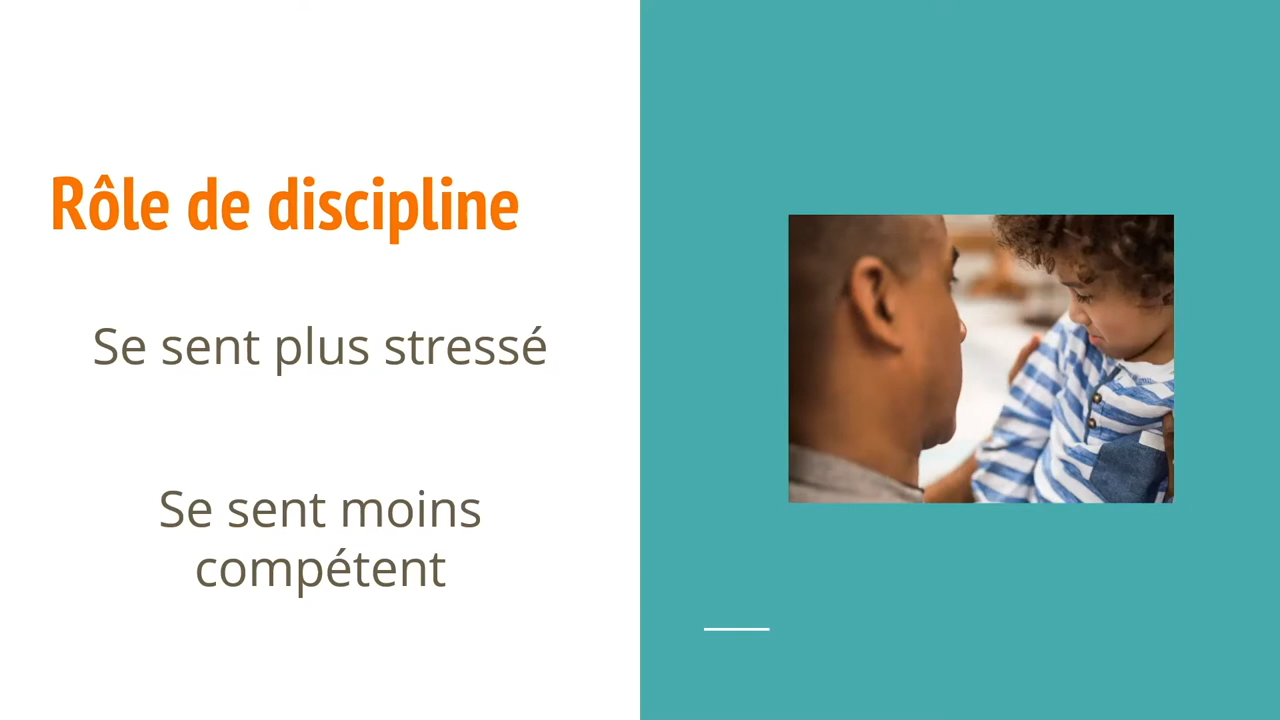 Rôle de discipline
Se sent plus stressé
Se sent moins
compétent